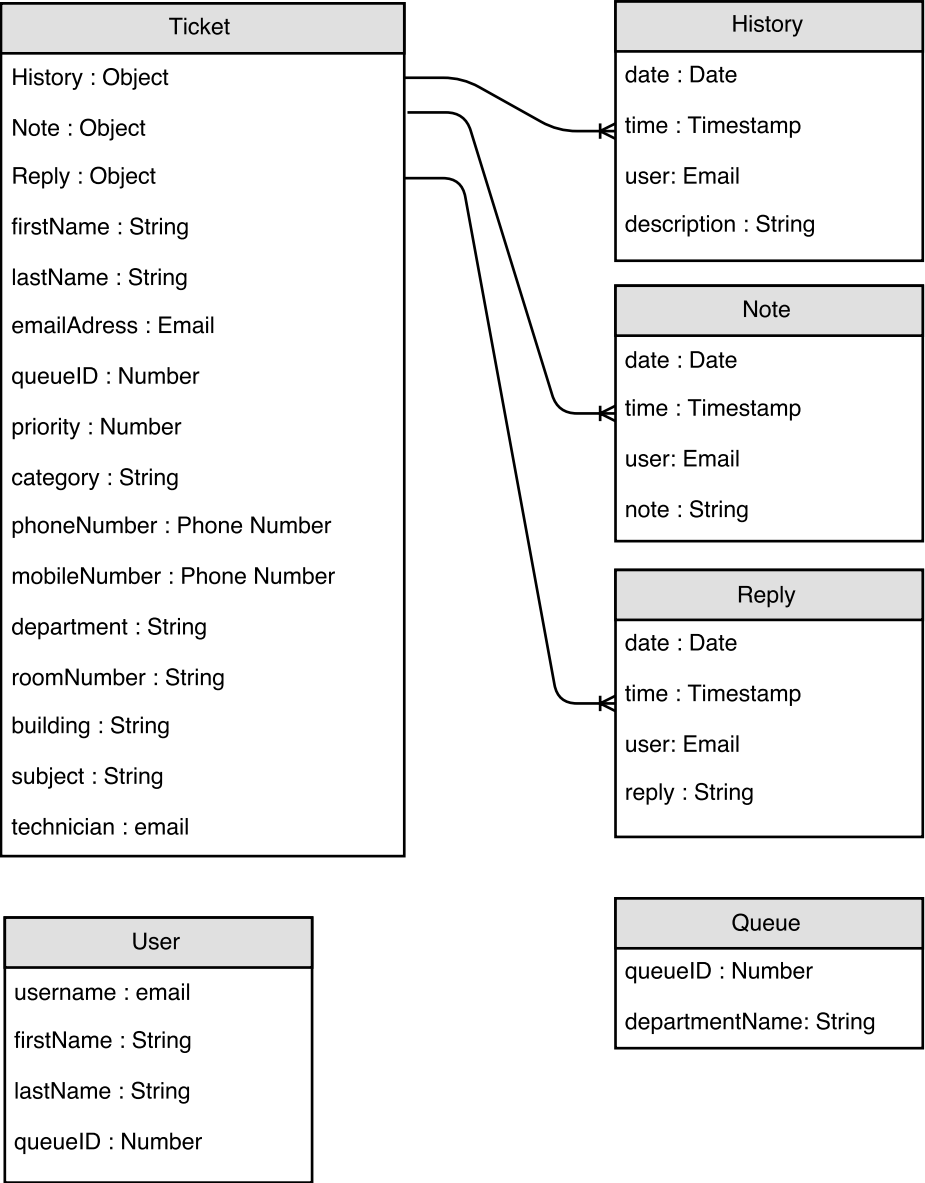 Ticket
History : Object
Note : Object
Reply : Object
firstName : String
lastName : String
emailAdress : Email
queueID : Number
priority : Number
category : String
phoneNumber : Phone Number
mobileNumber : Phone Number
department : String
roomNumber : String
building : String
subject : String
technician : email
History
date : Date
time : Timestamp
user: Email
description : String
Note
date : Date
time : Timestamp
user: Email
note : String
Reply
date : Date
time : Timestamp
user: Email
reply : String
User
username : email
firstName : String
lastName : String
queueID : Number
Queue
queueID : Number
departmentName: String